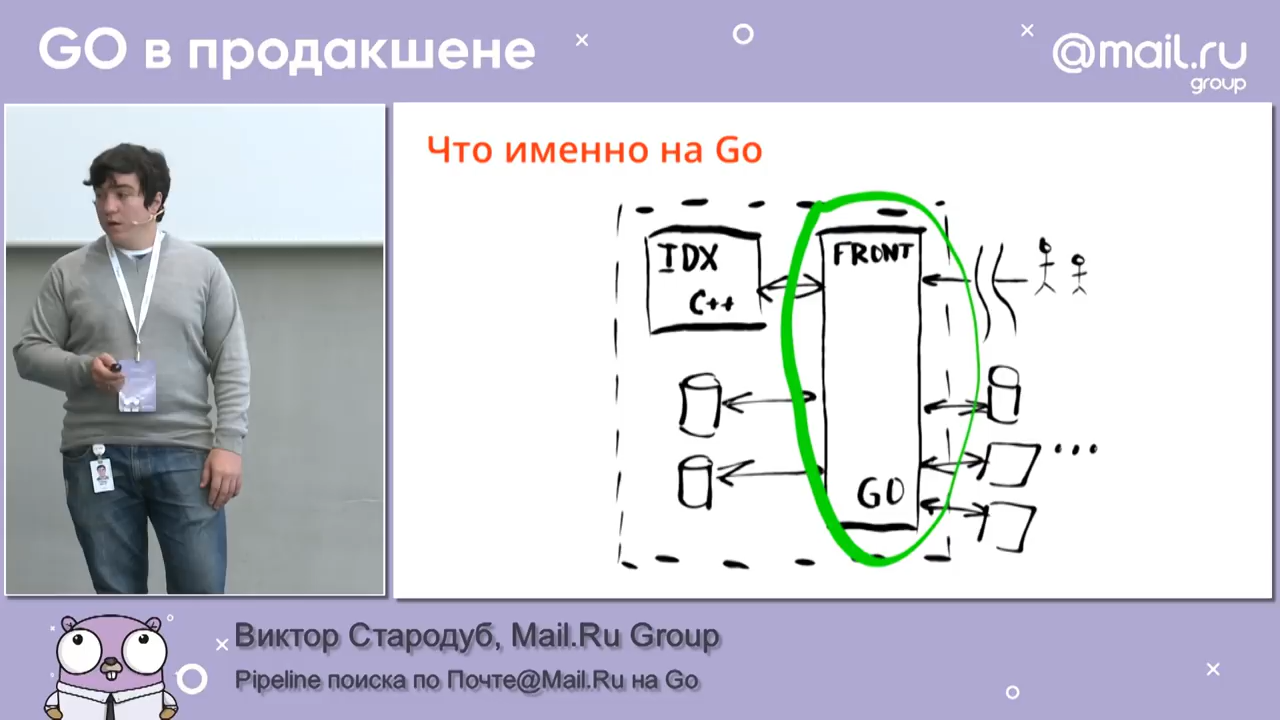 GO в продакшене
@mail.ru
group
Что именно на Go
IDX
C++
FRONT
GO
Виктор Стародуб, Mail.Ru Group
Pipeline поиска по Почте@Mail.Ru на Go